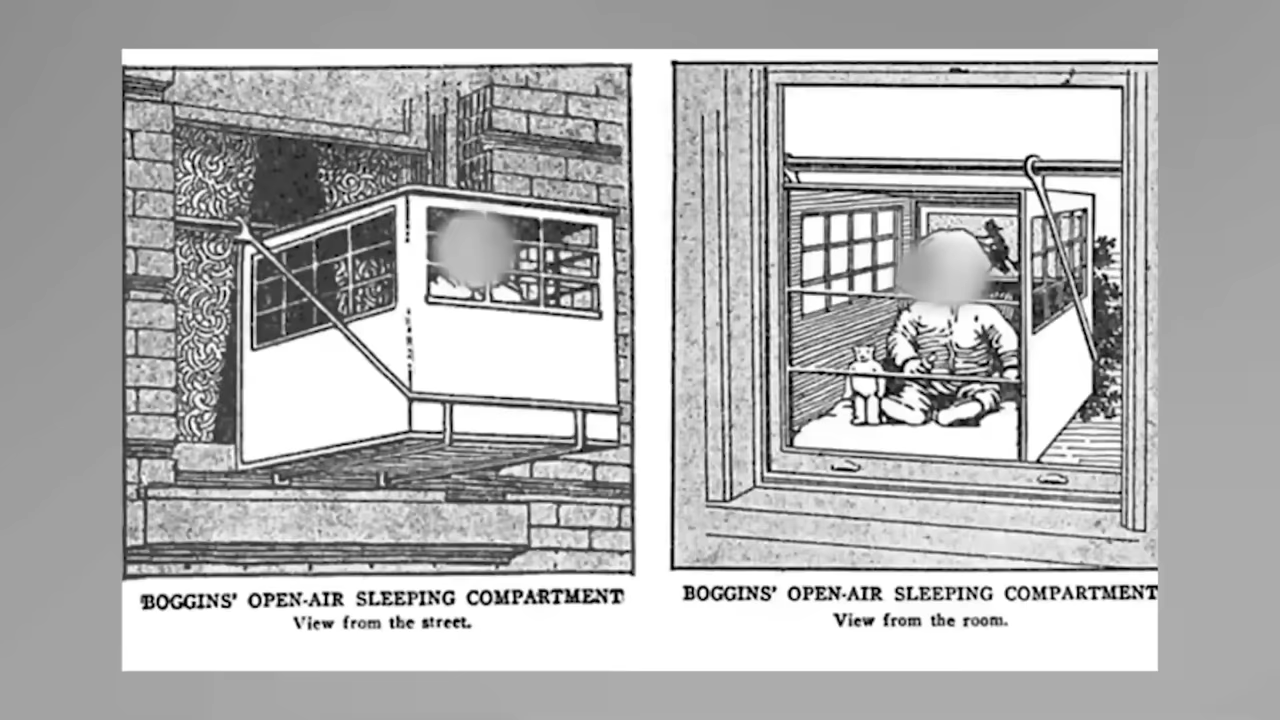 BOGGINS' OPEN-AIR SLEEPING COMPARTMENT
View from the street.
BOGGINS' OPEN-AIR SLEEPING COMPARTMENT
View from the room.